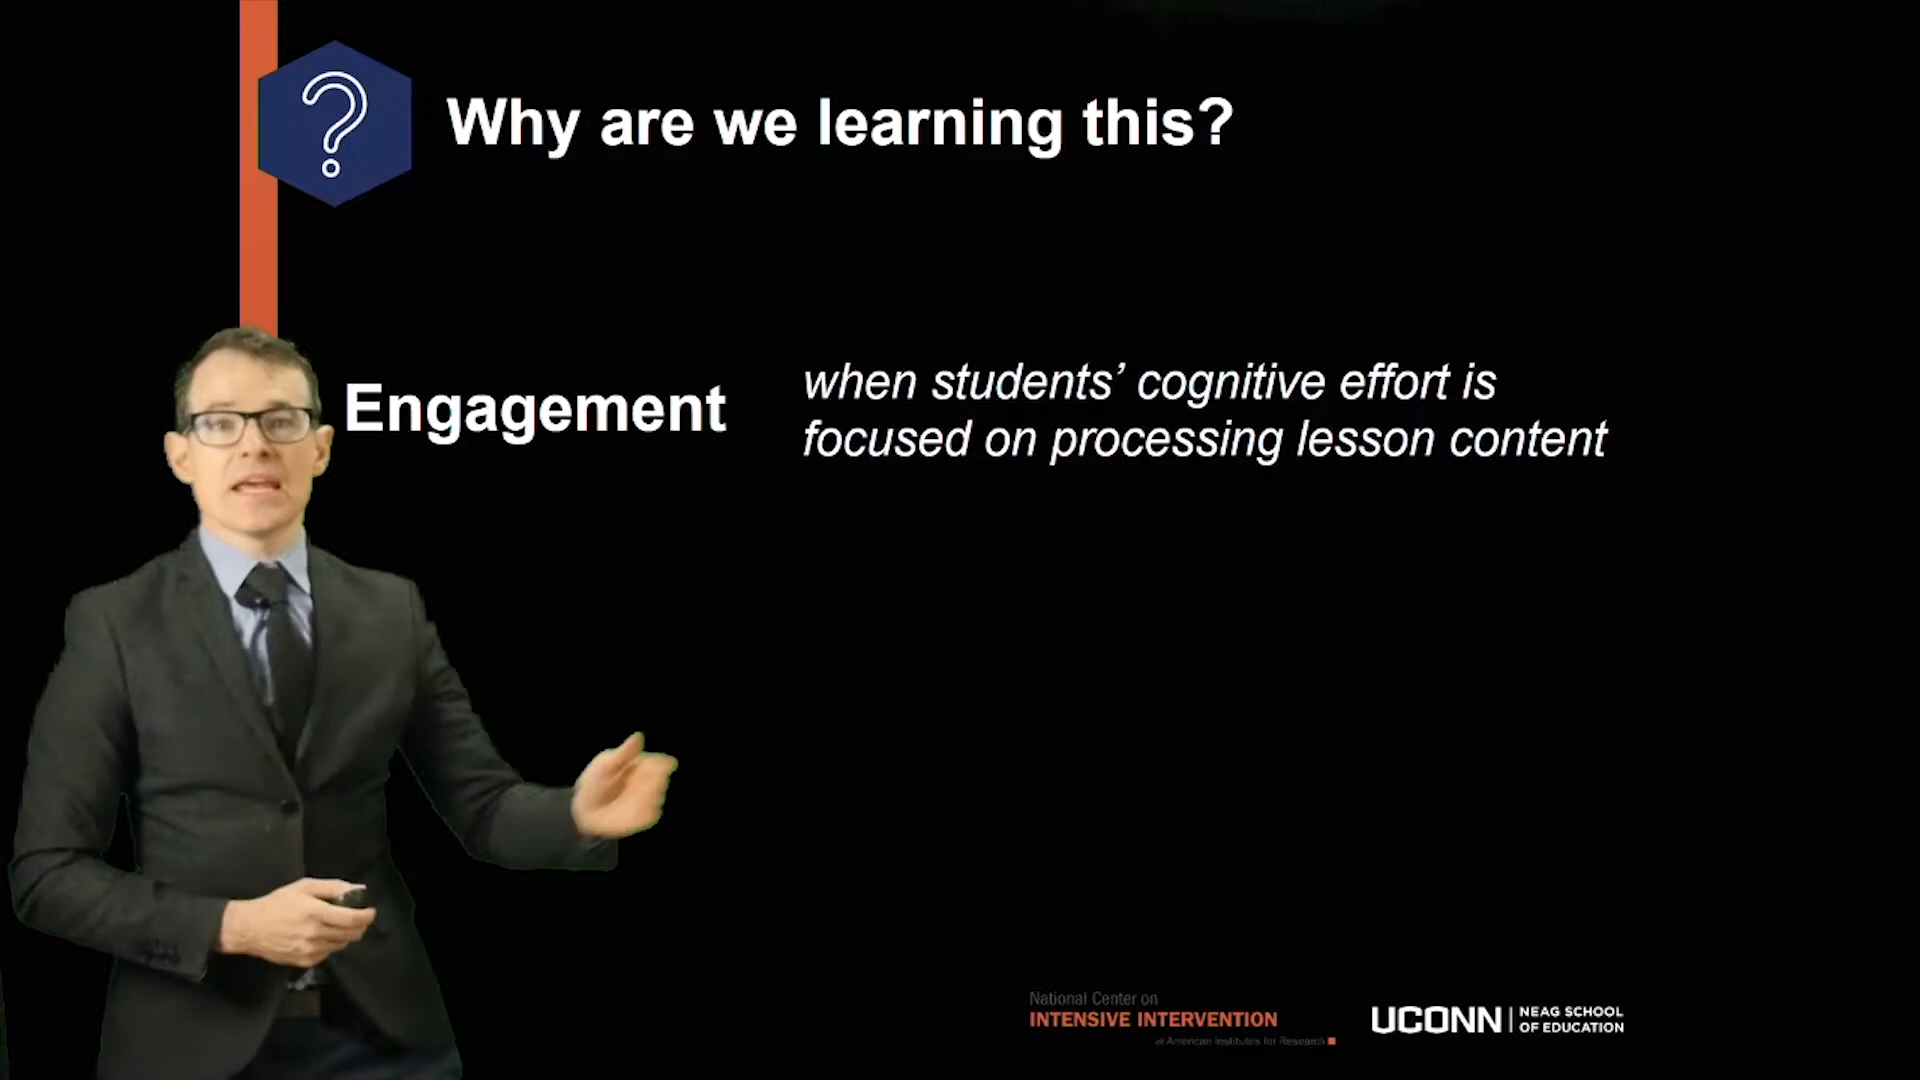 Why are we learning this?
Engagement
when students’ cognitive effort is
focused on processing lesson content
National Center on
INTENSIVE INTERVENTION
at American Institutes for Research
UCONN
NEAG SCHOOL
OF EDUCATION